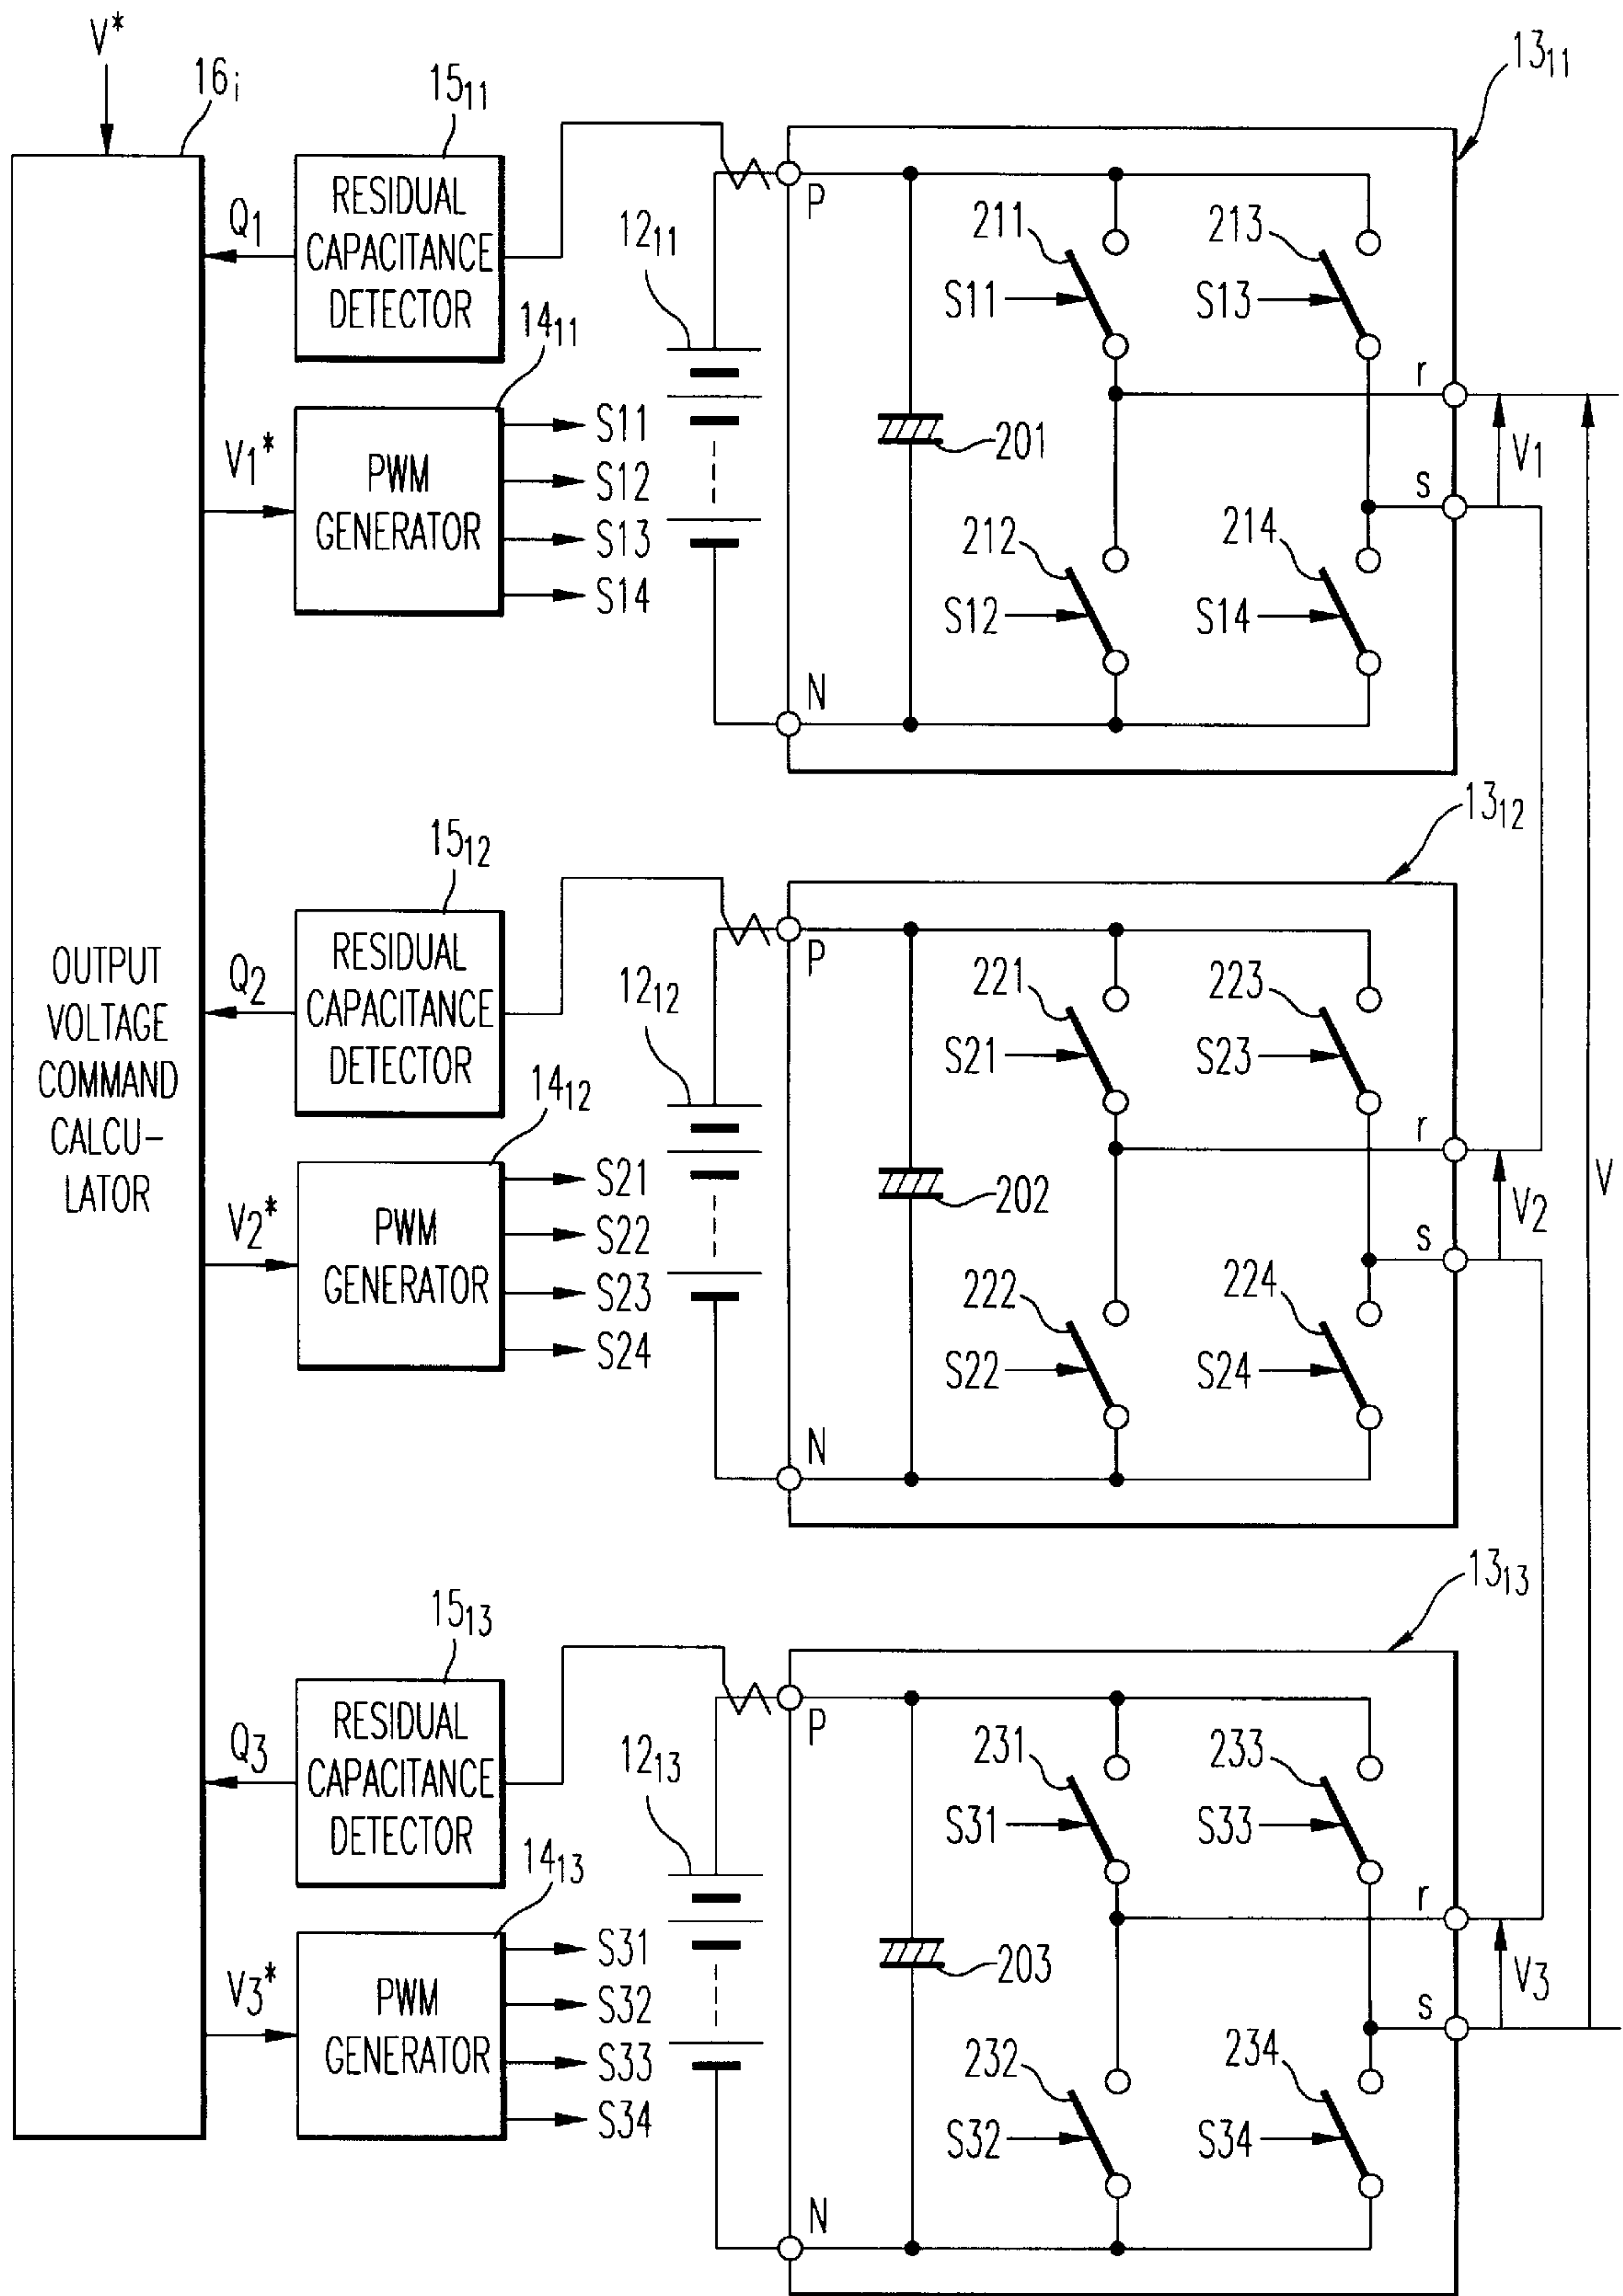 V*
16i
15₁₁
13₁₁
RESIDUAL
CAPACITANCE
DETECTOR
Q₁
12₁₁
P
211
213
S11
S13
14₁₁
r
V₁*
PWM
GENERATOR
S11
S12
S13
S14
201
V₁
s
212
214
S12
S14
N
13₁₂
15₁₂
RESIDUAL
CAPACITANCE
DETECTOR
Q₂
12₁₂
P
221
223
S21
S23
OUTPUT
VOLTAGE
COMMAND
CALCU-
LATOR
14₁₂
r
V₂*
PWM
GENERATOR
S21
S22
S23
S24
202
V₂
V
s
222
224
S22
S24
N
13₁₃
15₁₃
RESIDUAL
CAPACITANCE
DETECTOR
Q₃
12₁₃
P
231
233
S31
S33
14₁₃
r
V₃*
PWM
GENERATOR
S31
S32
S33
S34
203
V₃
s
232
234
S32
S34
N